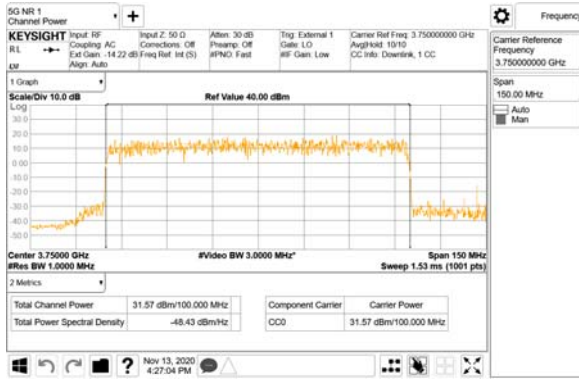 5G NR 1
Channel Power
Frequency
KEYSIGHT
RL
Input: RF
Coupling: AC
Ext Gain: -14.22 dB
Align: Auto
Input Z: 50 Ω
Corrections: Off
Freq Ref: Int (S)
Atten: 30 dB
Preamp: Off
#PNO: Fast
Trig: External 1
Gate: LO
#IF Gain: Low
Carrier Ref Freq: 3.750000000 GHz
Avg|Hold: 10/10
CC Info: Downlink, 1 CC
Carrier Reference
Frequency
3.750000000 GHz
Span
150.00 MHz
Auto
Man
1 Graph
Scale/Div 10.0 dB
Ref Value 40.00 dBm
Log
30.0
20.0
10.0
0.00
-10.0
-20.0
-30.0
-40.0
-50.0
Center 3.75000 GHz
#Video BW 3.0000 MHz*
Span 150 MHz
#Res BW 1.0000 MHz
Sweep 1.53 ms (1001 pts)
2 Metrics
Total Channel Power
31.57 dBm/100.000 MHz
Total Power Spectral Density
-48.43 dBm/Hz
Component Carrier
Carrier Power
CC0
31.57 dBm/100.000 MHz
?
Nov 13, 2020
4:27:04 PM